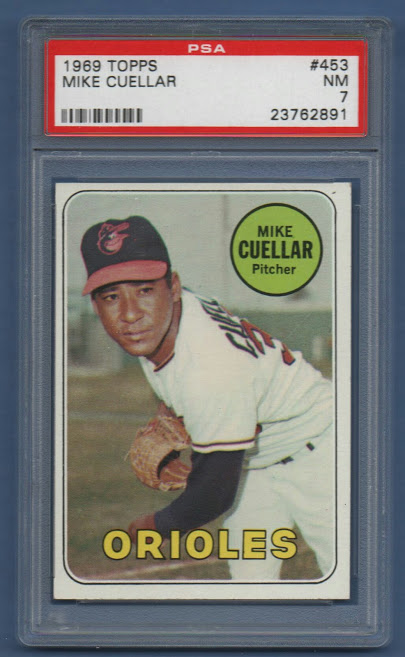 PSA
1969 TOPPS #453
MIKE CUELLAR NM
7
23762891
MIKE
CUELLAR
Pitcher
ORIOLES